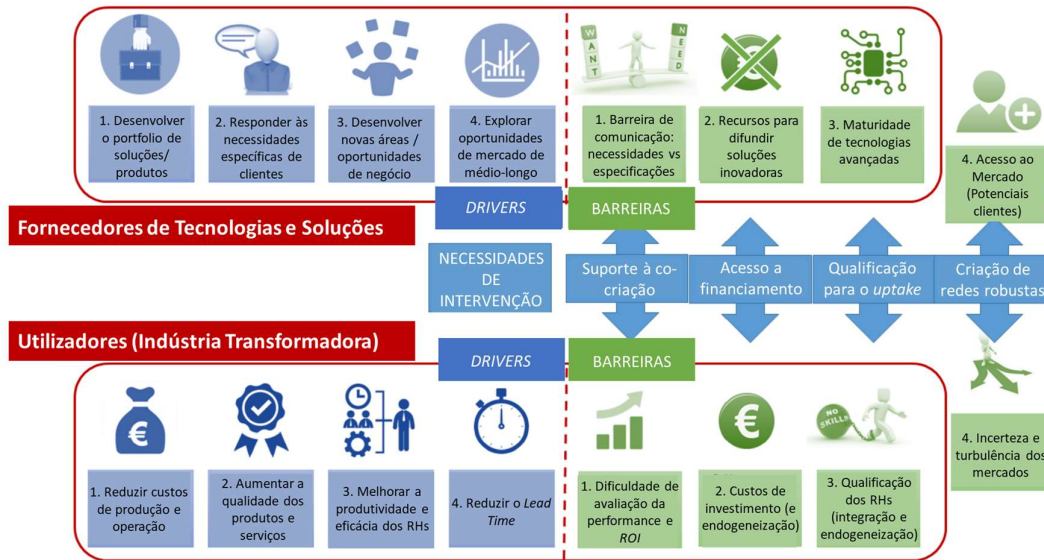 WANT
NEED
1. Desenvolver
o portfolio de
soluções/
produtos
2. Responder às
necessidades
específicas de
clientes
3. Desenvolver
novas áreas /
oportunidades
de negócio
4. Explorar
oportunidades
de mercado de
médio-longo
1. Barreira de
comunicação:
necessidades vs
especificações
2. Recursos para
difundir
soluções
inovadoras
3. Maturidade
de tecnologias
avançadas
4. Acesso ao
Mercado
(Potenciais
clientes)
DRIVERS
BARREIRAS
Fornecedores de Tecnologias e Soluções
NECESSIDADES
DE
INTERVENÇÃO
Suporte à co-
criação
Acesso a
financiamento
Qualificação
para o uptake
Criação de
redes robustas
Utilizadores (Indústria Transformadora)
DRIVERS
BARREIRAS
€
€
NO
SKILLS
1. Reduzir custos
de produção e
operação
2. Aumentar a
qualidade dos
produtos e
serviços
3. Melhorar a
produtividade e
eficácia dos RHs
4. Reduzir o Lead
Time
1. Dificuldade de
avaliação da
performance e
ROI
2. Custos de
investimento (e
endogeneização)
3. Qualificação
dos RHs
(integração e
endogeneização)
4. Incerteza e
turbulência dos
mercados